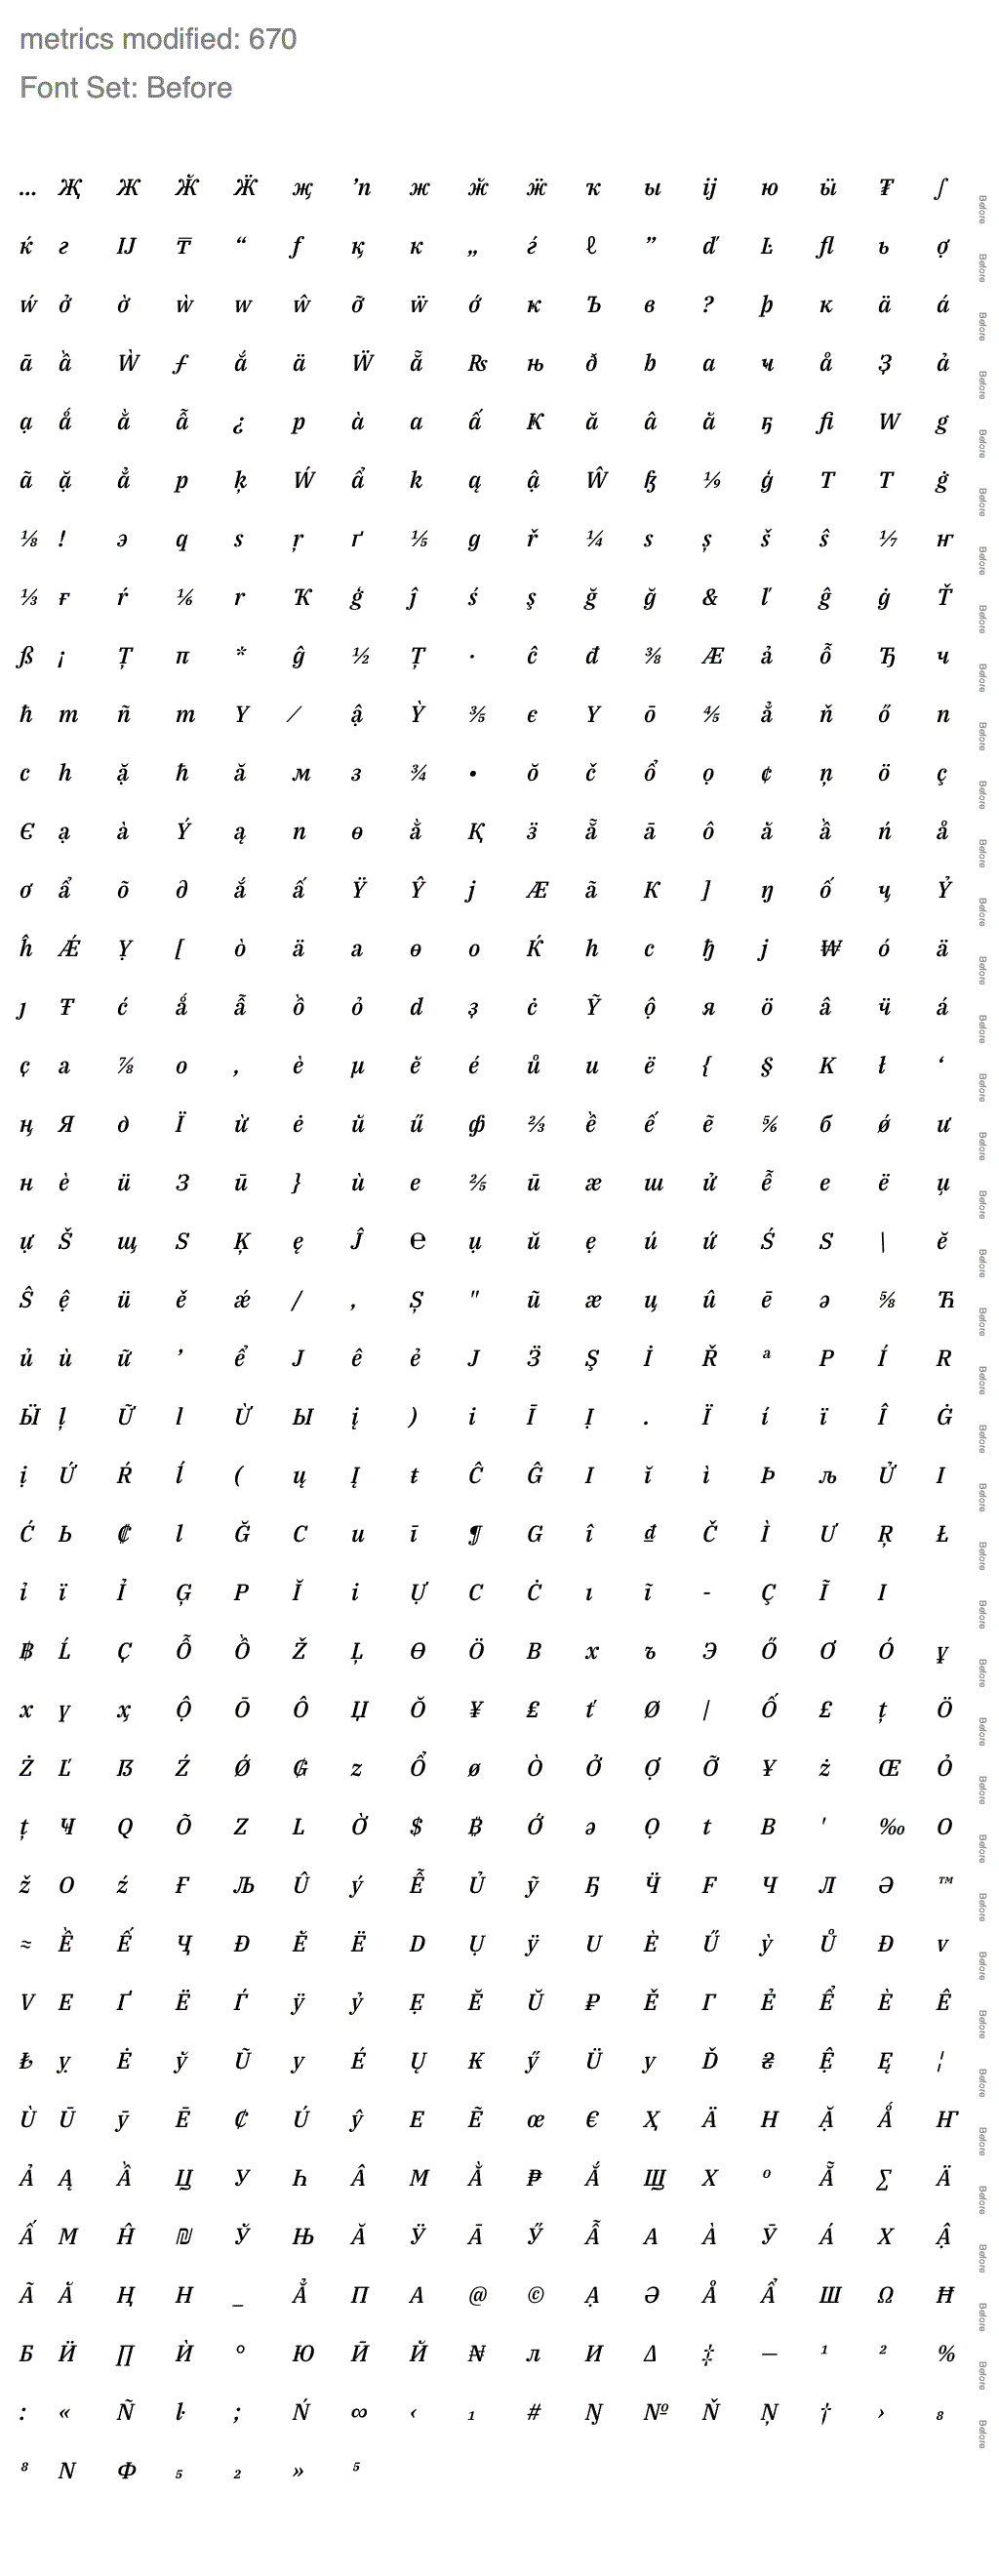 metrics modified: 670
Font Set: Before
… Җ Ж Ӂ Ӝ җ ŉ ж ӂ ӝ ҡ ы ij ю ӹ ₮ ∫ Before
ќ г Ĳ ₸ “ f қ к „ ѓ ℓ ” ď Ŀ ﬂ ь ợ Before
ẃ ở ờ ẁ w ŵ ỡ ẅ ớ к Ъ в ? þ к ä á Before
ā ầ Ẁ ƒ ắ ä Ẅ ẵ ₨ њ ð b a ҹ å Ҙ ả Before
ạ ǻ ằ ẫ ¿ p à a ấ Ҝ ă â ă ҕ ﬁ W g Before
ã ặ ẳ p ķ Ẃ ẩ k ą ậ Ŵ ꜧ ⅑ ģ T T ġ Before
⅛ ! э q s ŗ ґ ⅕ g ř ¼ s ș š ŝ ⅐ ҥ Before
⅓ ғ ŕ ⅙ r Ҡ ģ ĵ ś ş ğ ğ & ľ ĝ ġ Ť Before
ß ¡ Ț п * ĝ ½ Ţ · ĉ đ ⅜ Æ ả ỗ Ђ ч Before
ħ m ñ m Y ⁄ ậ Ỳ ⅗ є Y ō ⅘ ẳ ň ő n Before
c h ặ ħ ă м з ¾ • ŏ č ổ ọ ¢ ņ ö ç Before
Є ạ à Ý ą n ө ằ Қ ӟ ẵ ā ô ă ầ ń å Before
ơ ẩ õ ∂ ắ ấ Ÿ Ŷ j Æ ã K ] ŋ ố ҷ Ỷ Before
ĥ Ǽ Ỵ [ ò ä a ө o Ḱ h c ђ j ₩ ó ä Before
ȷ Ŧ ć ǻ ẫ ồ ỏ d ҙ ċ Ỹ ộ я ö â ӵ á Before
ҫ a ⅞ o ‚ è µ ӗ é ů u ë { § K ł ‘ Before
ң Я ∂ Ï ừ ė ŭ ű ф ⅔ ề ế ẽ ⅚ б ǿ ư Before
н è ü З ū } ù e ⅖ ū æ ш ử ễ e ё џ Before
ự Š щ S Ķ ę Ĵ ℮ ụ ŭ ẹ ú ứ Ś S \ ĕ Before
Ŝ ệ ü ě ǽ / , Ș " ũ æ ц û ē ə ⅝ Ћ Before
ủ ù ữ ’ ể J ê ẻ J Ӟ Ş İ Ř ª P Í R Before
Ӹ ļ Ữ l Ừ Ы į ) i Ī Ị . Ï í ï Î Ġ Before
ị Ứ Ŕ ĺ ( ų Į ŧ Ĉ Ĝ I ĭ ì Þ љ Ử I Before
Ć Ь ₡ l Ğ C u ī ¶ G î ₫ Č Ì Ư Ŗ Ł Before
ỉ ï Ỉ Ģ P Ĭ i Ự C Ċ ı ĩ - Ç Ĩ I Before
฿ Ĺ Ҫ Ỗ Ồ Ž Ļ Ө Ö B x ъ Э Ő Ơ Ó ұ Before
x ү ҳ Ộ Ō Ô Џ Ŏ ¥ ₤ ť Ø | Ố £ ţ Ö Before
Ż Ľ ẞ Ź Ǿ ₲ z Ổ ø Ò Ở Ợ Ỡ Ұ ż Œ Ỏ Before
ț Ҹ Q Õ Z L Ờ $ ₿ Ớ ə Ọ t B ' ‰ O Before
ž O ź Ғ Љ Û ý Ễ Ủ ỹ Ҕ Ӵ F Ч Л Ә ™ Before
≈ Ề Ế Ҷ Đ Ĕ Ë D Ụ ÿ U È Ű ỳ Ů Đ v Before
V E Ґ Ë Ѓ ÿ ỷ Ẹ Ӗ Ŭ ₽ Ě Г Ẻ Ể È Ê Before
ѣ ỵ Ė ў Ũ y É Ų ₭ ӳ Ü y Ď ₴ Ệ Ę ¦ Before
Ù Ū ӯ Ē ₵ Ú ŷ E Ẽ œ € Ҳ Ä H Ặ Ǻ Ҥ Before
Ả Ą Ầ Ц У Һ Â M Ằ ₱ Ắ Щ X º Ẵ ∑ Ä Before
Ấ M Ĥ ₪ Ў Њ Ă Ӱ Ā Ӳ Ẫ A À Ӯ Á X Ậ Before
Ã Ă Ң H _ Ẳ П A @ © Ạ Ə Å Ẩ Ш Ω Ħ Before
Б Ӥ ∏ Ѝ ° Ю Ӣ Й ₦ л И ∆ ‡ — ¹ ² % Before
: « Ñ ŀ ; Ń ∞ ‹ ₁ # Ŋ № Ň Ņ † › ₈ Before
⁸ N Ф ₅ ₂ » ⁵